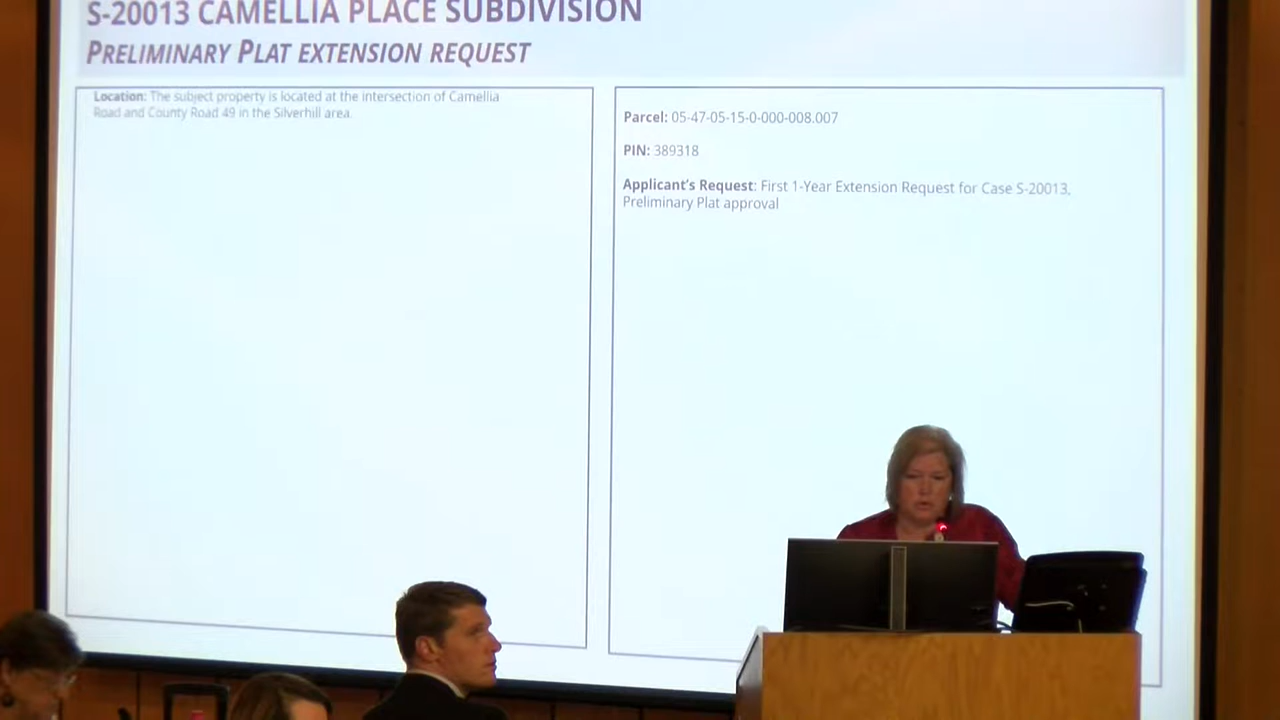 S-20013 CAMELLIA PLACE SUBDIVISION
PRELIMINARY PLAT EXTENSION REQUEST
Location: The subject property is located at the intersection of Camellia
Road and County Road 49 in the Silverhill area.
Parcel: 05-47-05-15-0-000-008.007
PIN: 389318
Applicant's Request: First 1-Year Extension Request for Case S-20013,
Preliminary Plat approval